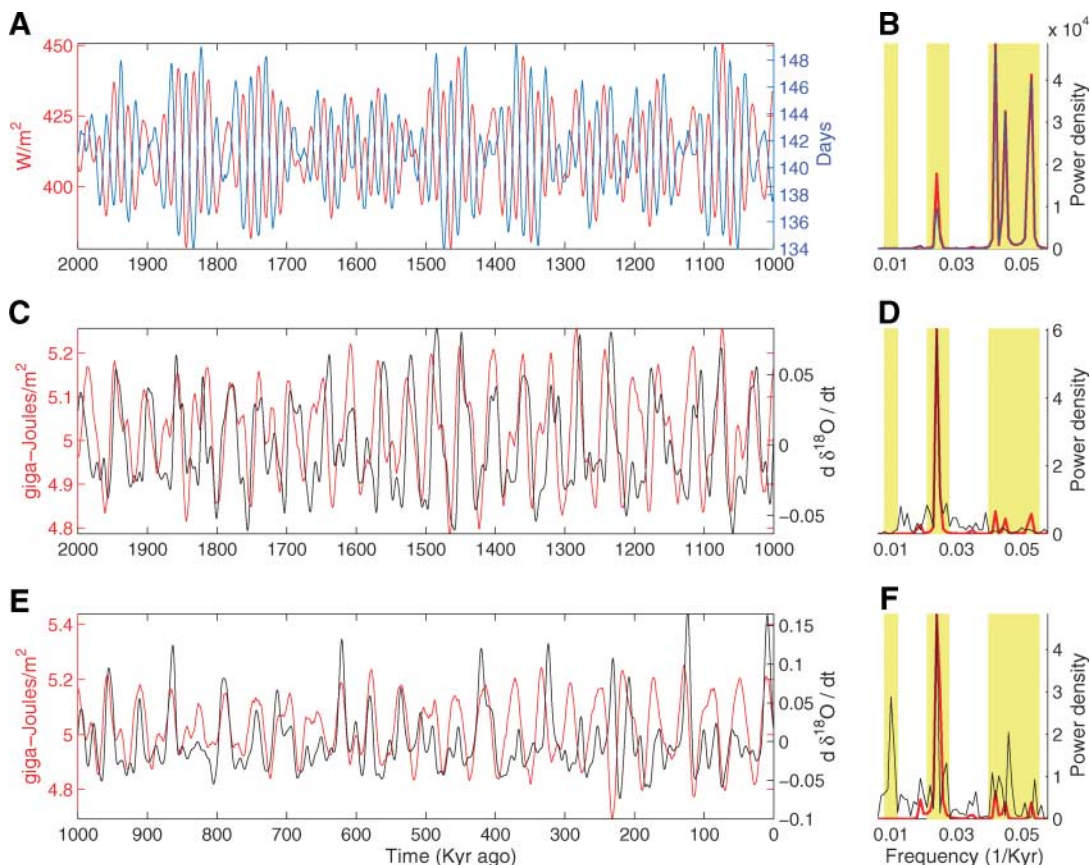 A
B
x 10⁴
W/m²
450
425
400
148
146
144
142
140
138
136
134
Days
4
3
2
1
0
Power density
2000 1900 1800 1700 1600 1500 1400 1300 1200 1100 1000
0.01 0.03 0.05
C
D
giga-Joules/m²
5.2
5.1
5
4.9
4.8
0.05
0
−0.05
d δ¹⁸O / dt
6
4
2
0
Power density
2000 1900 1800 1700 1600 1500 1400 1300 1200 1100 1000
0.01 0.03 0.05
E
F
giga-Joules/m²
5.4
5.2
5
4.8
0.15
0.1
0.05
0
−0.05
−0.1
d δ¹⁸O / dt
4
3
2
1
0
Power density
1000 900 800 700 600 500 400 300 200 100 0
0.01 0.03 0.05
Time (Kyr ago)
Frequency (1/Kyr)